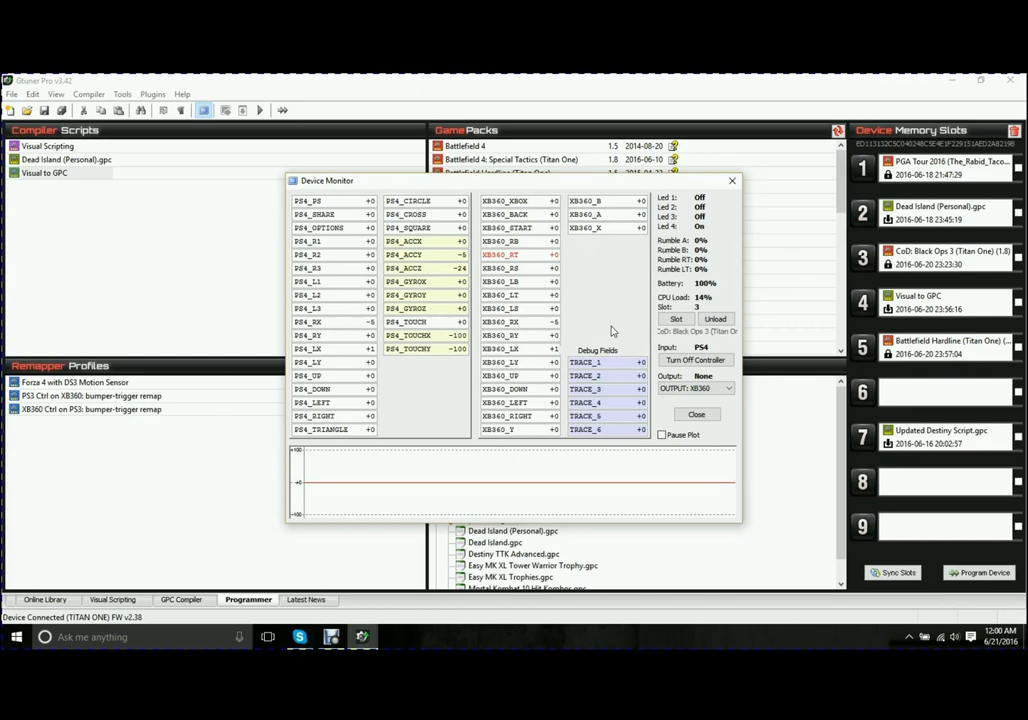 Gtuner Pro v3.42
File Edit View Compiler Tools Plugins Help
Compiler Scripts
Visual Scripting
Dead Island (Personal).gpc
Visual to GPC
GamePacks
Battlefield 4 1.5 2014-08-20
Battlefield 4: Special Tactics (Titan One) 1.8 2016-06-10
Device Memory Slots
1 PGA Tour 2016 (The_Rabid_Taco...
2016-06-18 21:47:29
2 Dead Island (Personal).gpc
2016-06-18 23:45:19
3 CoD: Black Ops 3 (Titan One) (1.8)
2016-06-20 23:23:30
4 Visual to GPC
2016-06-20 23:56:16
5 Battlefield Hardline (Titan One) (...
2016-06-20 23:57:04
6
7 Updated Destiny Script.gpc
2016-06-16 20:02:57
8
9
Sync Slots Program Device
Remapper Profiles
Forza 4 with DS3 Motion Sensor
PS3 Ctrl on XB360: bumper-trigger remap
XB360 Ctrl on PS3: bumper-trigger remap
Device Monitor
PS4_PS +0
PS4_SHARE +0
PS4_OPTIONS +0
PS4_R1 +0
PS4_R2 +0
PS4_R3 +0
PS4_L1 +0
PS4_L2 +0
PS4_L3 +0
PS4_RX -5
PS4_RY +0
PS4_LX +1
PS4_LY +0
PS4_UP +0
PS4_DOWN +0
PS4_LEFT +0
PS4_RIGHT +0
PS4_TRIANGLE +0
PS4_CIRCLE +0
PS4_CROSS +0
PS4_SQUARE +0
PS4_ACCX +0
PS4_ACCY -5
PS4_ACCZ -24
PS4_GYROX +0
PS4_GYROY +0
PS4_GYROZ +0
PS4_TOUCH +0
PS4_TOUCHX -100
PS4_TOUCHY -100
XB360_XBOX +0
XB360_BACK +0
XB360_START +0
XB360_RB +0
XB360_RT +0
XB360_RS +0
XB360_LB +0
XB360_LT +0
XB360_LS +0
XB360_RX -5
XB360_RY +0
XB360_LX +1
XB360_LY +0
XB360_UP +0
XB360_DOWN +0
XB360_LEFT +0
XB360_RIGHT +0
XB360_Y +0
XB360_B +0
XB360_A +0
XB360_X +0
Debug Fields
TRACE_1 +0
TRACE_2 +0
TRACE_3 +0
TRACE_4 +0
TRACE_5 +0
TRACE_6 +0
Led 1: Off
Led 2: Off
Led 3: Off
Led 4: On
Rumble A: 0%
Rumble B: 0%
Rumble RT: 0%
Rumble LT: 0%
Battery: 100%
CPU Load: 14%
Slot: 3
Slot Unload
CoD: Black Ops 3 (Titan Or
Input: PS4
Turn Off Controller
Output: None
OUTPUT: XB360
Close
Pause Plot
+100
+0
-100
Dead Island (Personal).gpc
Dead Island.gpc
Destiny TTK Advanced.gpc
Easy MK XL Tower Warrior Trophy.gpc
Easy MK XL Trophies.gpc
Online Library Visual Scripting GPC Compiler Programmer Latest News
Device Connected (TITAN ONE) FW v2.38
Ask me anything
12:00 AM
6/21/2016